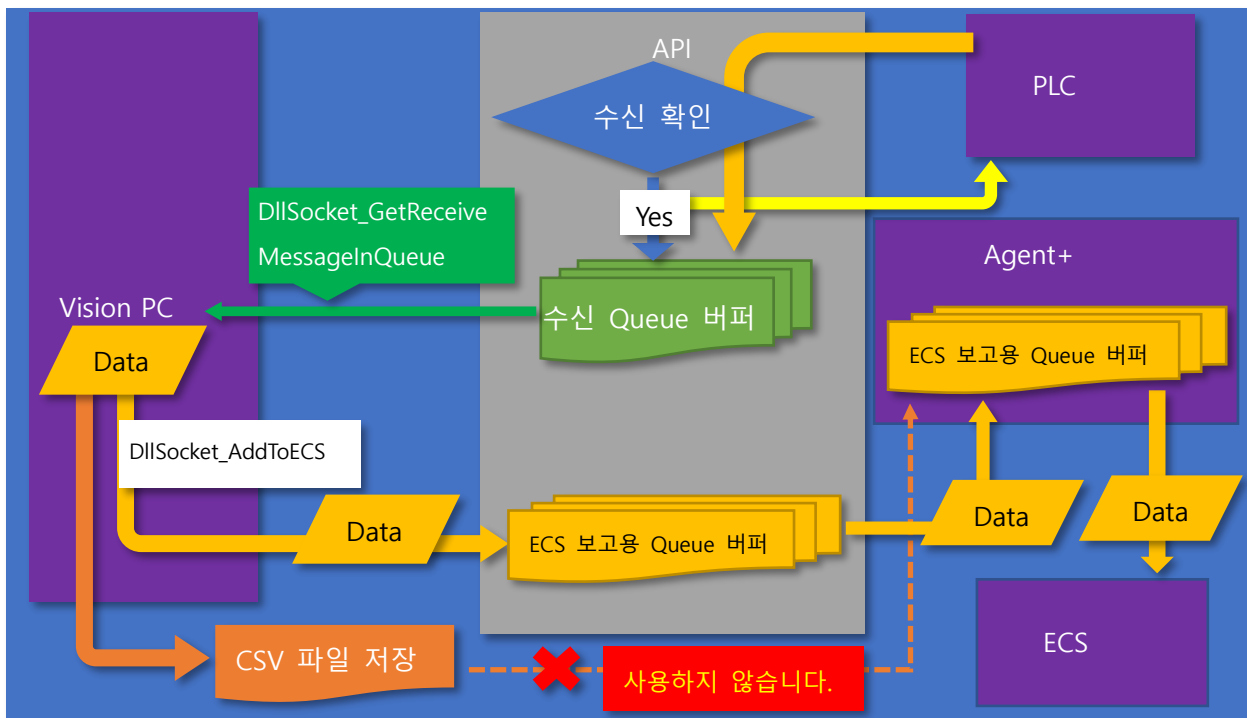 API
수신 확인
PLC
Yes
DllSocket_GetReceive
MessageInQueue
Agent+
Vision PC
수신 Queue 버퍼
Data
ECS 보고용 Queue 버퍼
DllSocket_AddToECS
Data
ECS 보고용 Queue 버퍼
Data
Data
CSV 파일 저장
사용하지 않습니다.
ECS